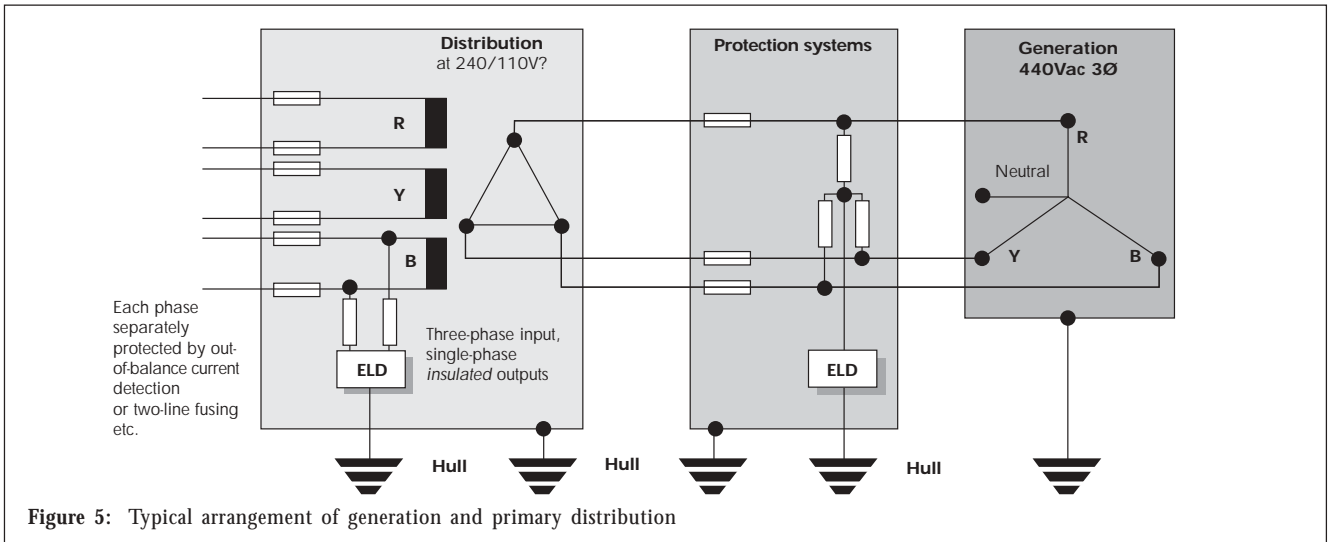 Distribution
at 240/110V?
Protection systems
Generation
440Vac 3Ø
R
Y
B
R
Neutral
Y
B
Each phase
separately
protected by out-
of-balance current
detection
or two-line fusing
etc.
Three-phase input,
single-phase
insulated outputs
ELD
ELD
Hull
Hull
Hull
Figure 5: Typical arrangement of generation and primary distribution